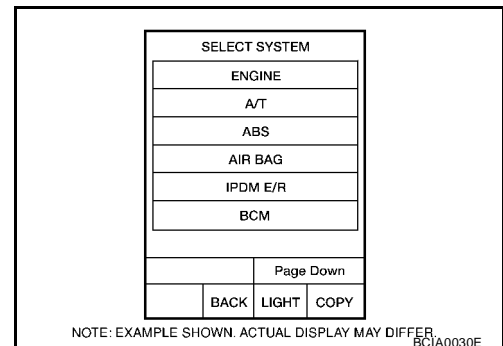 SELECT SYSTEM
ENGINE
A/T
ABS
AIR BAG
IPDM E/R
BCM
Page Down
BACK LIGHT COPY
NOTE: EXAMPLE SHOWN. ACTUAL DISPLAY MAY DIFFER.
BCIA0030E